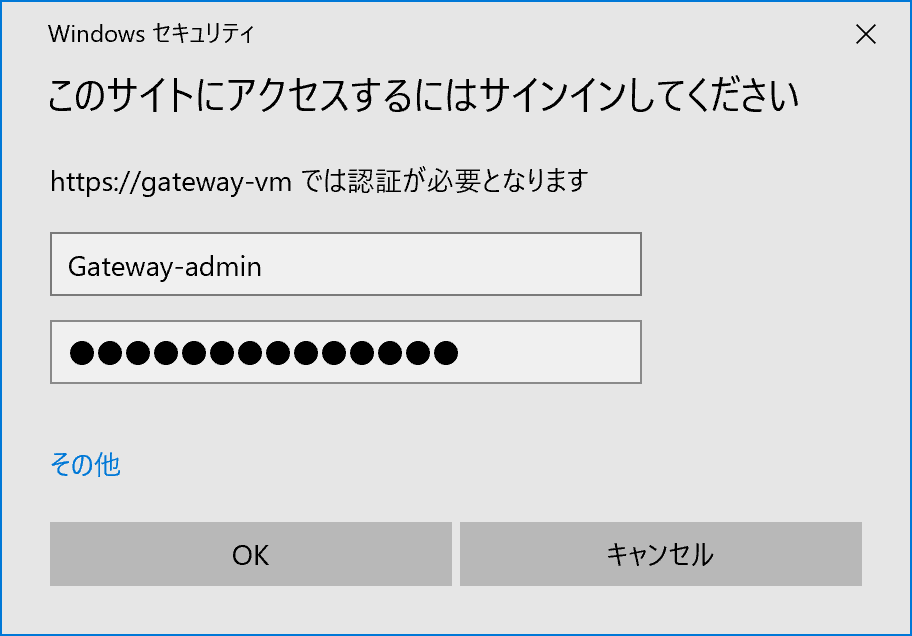 Windows セキュリティ
このサイトにアクセスするにはサインインしてください
https://gateway-vm では認証が必要となります
Gateway-admin
●●●●●●●●●●●●●●
その他
OK
キャンセル